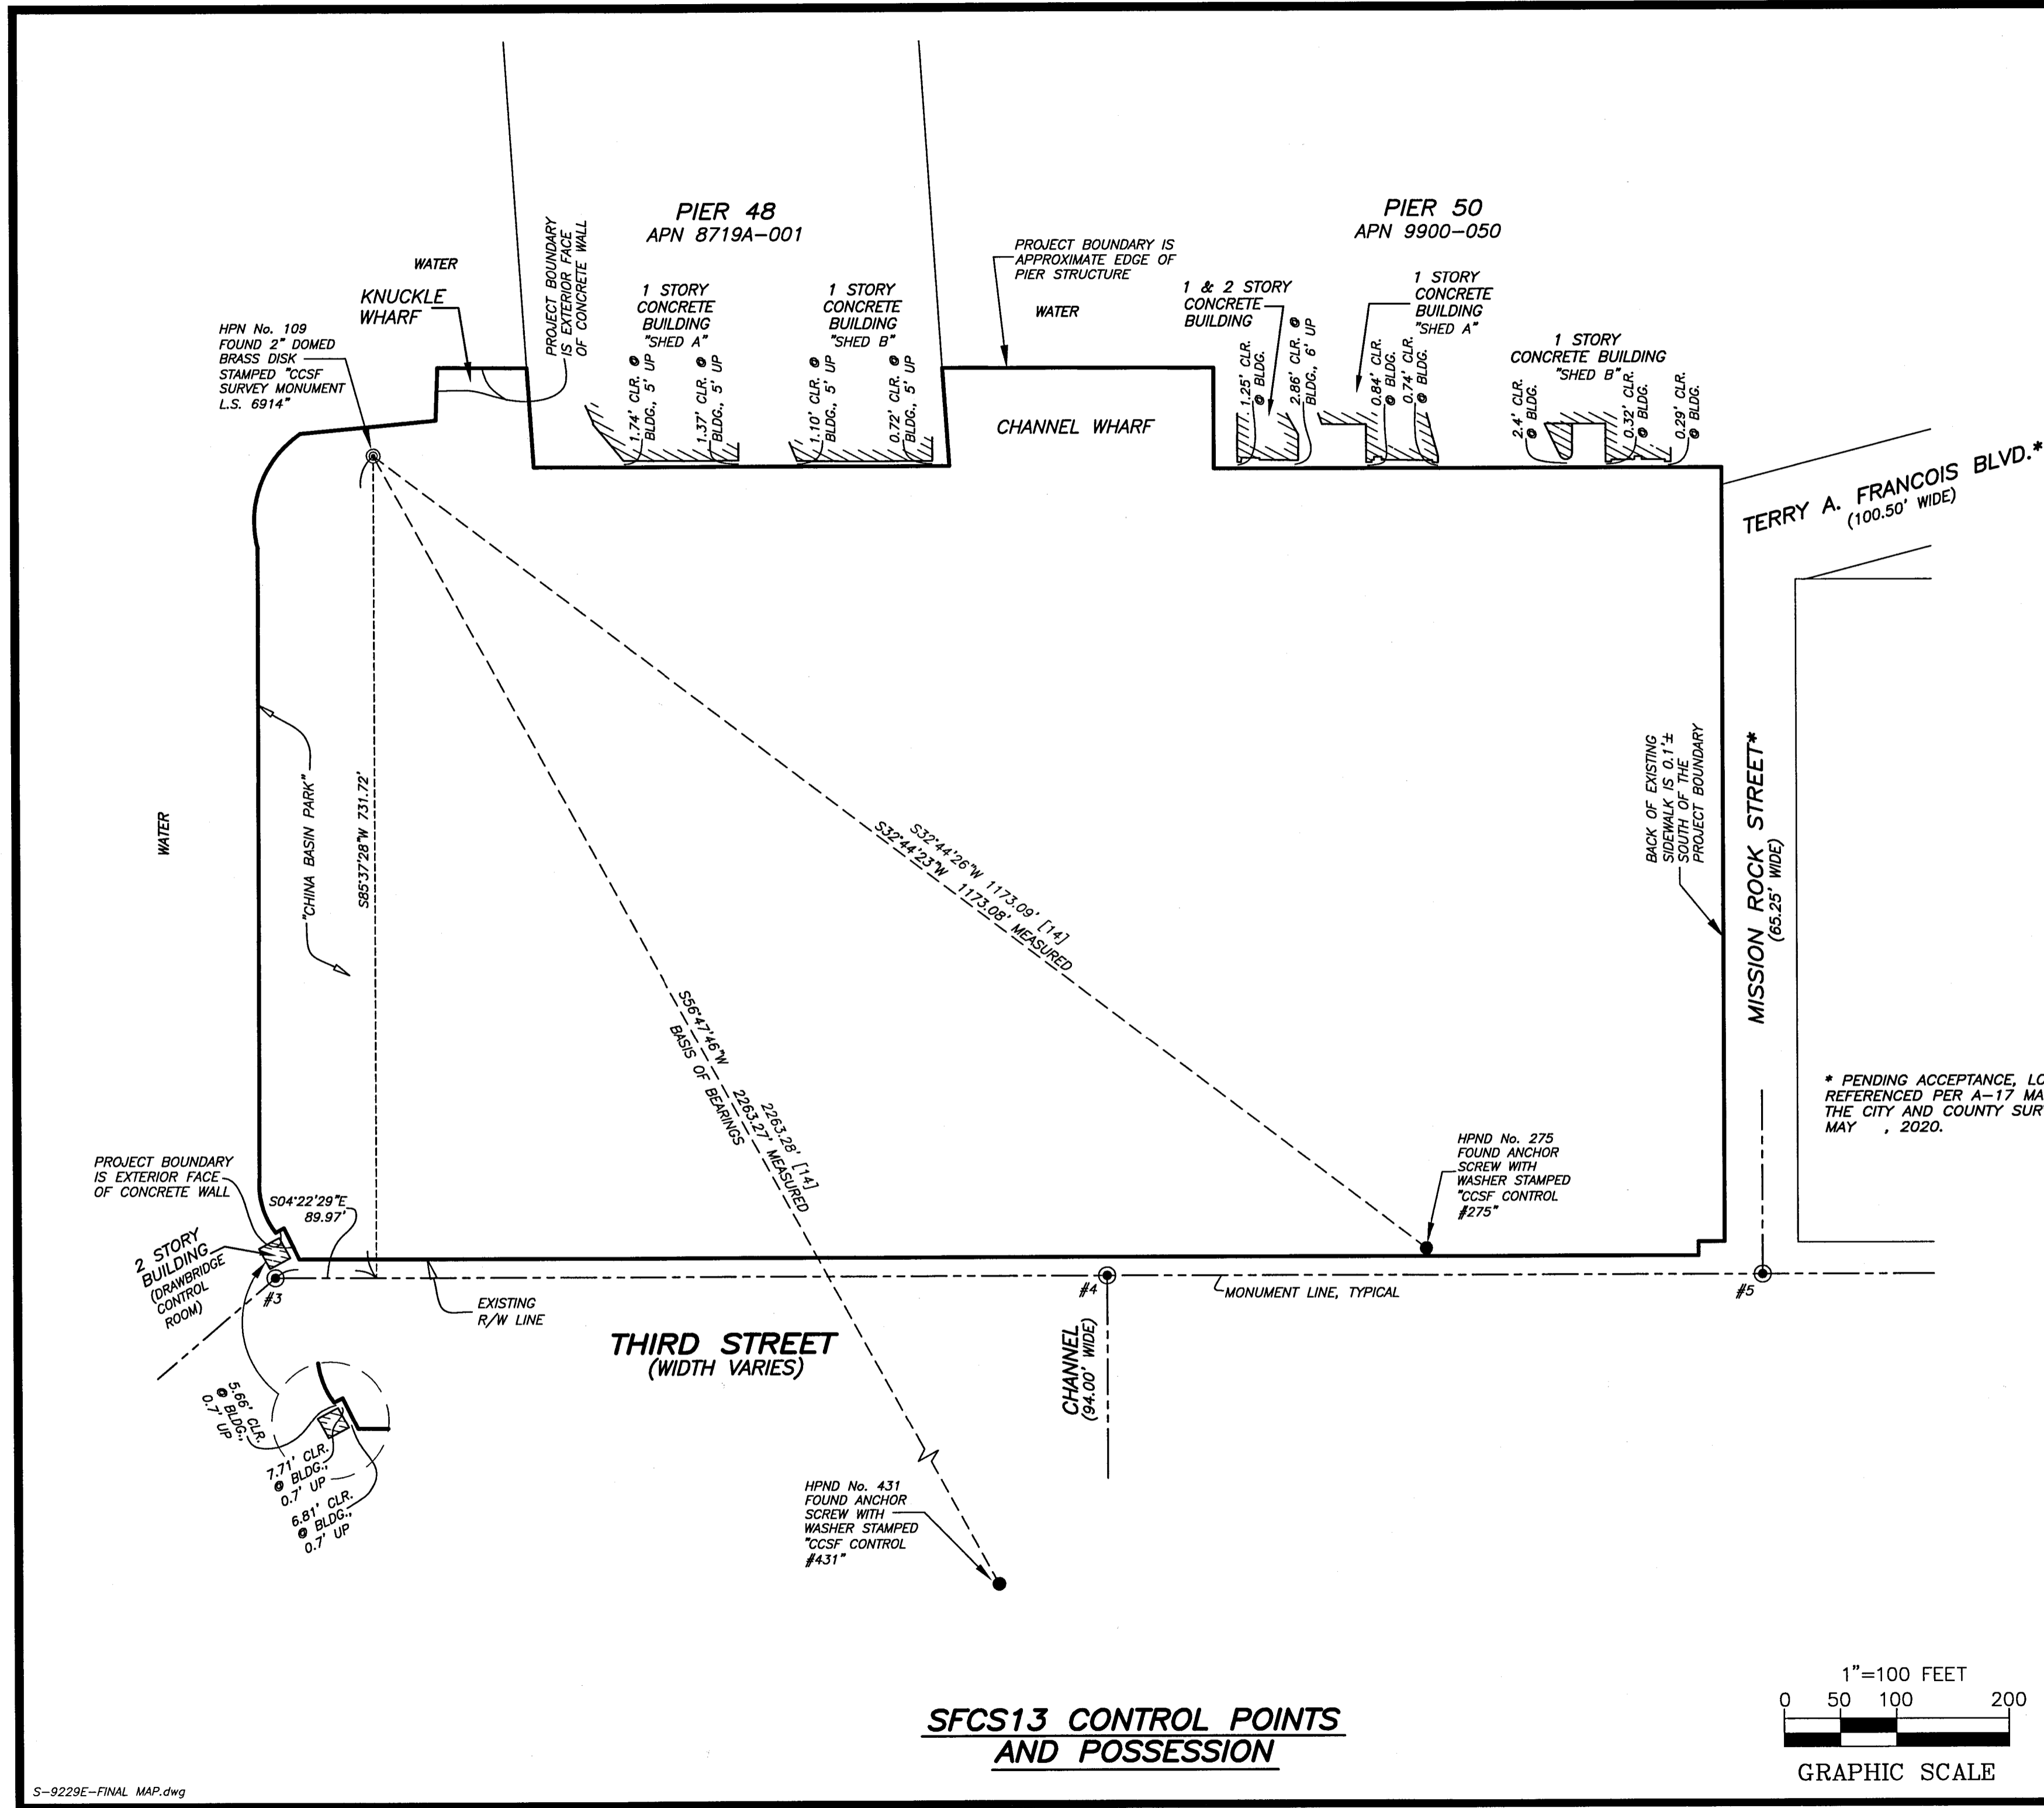 PIER 48
APN 8719A-001
PIER 50
APN 9900-050
WATER
KNUCKLE
WHARF
PROJECT BOUNDARY
IS EXTERIOR FACE
OF CONCRETE WALL
HPN No. 109
FOUND 2" DOMED
BRASS DISK
STAMPED "CCSF
SURVEY MONUMENT
L.S. 6914"
1 STORY
CONCRETE
BUILDING
"SHED A"
1.74' CLR. @
BLDG., 5' UP
1.37' CLR. @
BLDG., 5' UP
1 STORY
CONCRETE
BUILDING
"SHED B"
1.10' CLR. @
BLDG., 5' UP
0.72' CLR. @
BLDG., 5' UP
PROJECT BOUNDARY IS
APPROXIMATE EDGE OF
PIER STRUCTURE
WATER
CHANNEL WHARF
1 & 2 STORY
CONCRETE
BUILDING
1.25' CLR.
@ BLDG.
2.86' CLR. @
BLDG., 6' UP
1 STORY
CONCRETE
BUILDING
"SHED A"
0.84' CLR.
@ BLDG.
0.74' CLR.
@ BLDG.
1 STORY
CONCRETE BUILDING
"SHED B"
2.4' CLR.
@ BLDG.
0.32' CLR.
@ BLDG.
0.29' CLR.
@ BLDG.
TERRY A. FRANCOIS BLVD.*
(100.50' WIDE)
WATER
"CHINA BASIN PARK"
S85°37'28"W 731.72'
S32°44'26"W 1173.09' [14]
S32°44'23"W 1173.08' MEASURED
S56°47'46"W
BASIS OF BEARINGS
2263.28' [14]
2263.27' MEASURED
BACK OF EXISTING
SIDEWALK IS 0.1'±
SOUTH OF THE
PROJECT BOUNDARY
MISSION ROCK STREET*
(65.25' WIDE)
* PENDING ACCEPTANCE, LO
REFERENCED PER A-17 MA
THE CITY AND COUNTY SUR
MAY , 2020.
HPND No. 275
FOUND ANCHOR
SCREW WITH
WASHER STAMPED
"CCSF CONTROL
#275"
PROJECT BOUNDARY
IS EXTERIOR FACE
OF CONCRETE WALL
S04°22'29"E
89.97'
2 STORY
BUILDING
(DRAWBRIDGE
CONTROL
ROOM)
#3
#4
#5
EXISTING
R/W LINE
MONUMENT LINE, TYPICAL
THIRD STREET
(WIDTH VARIES)
CHANNEL
(94.00' WIDE)
5.66' CLR.
@ BLDG.,
0.7' UP
7.71' CLR.
@ BLDG.,
0.7' UP
6.81' CLR.
@ BLDG.,
0.7' UP
HPND No. 431
FOUND ANCHOR
SCREW WITH
WASHER STAMPED
"CCSF CONTROL
#431"
SFCS13 CONTROL POINTS
AND POSSESSION
1"=100 FEET
0 50 100 200
GRAPHIC SCALE
S-9229E-FINAL MAP.dwg